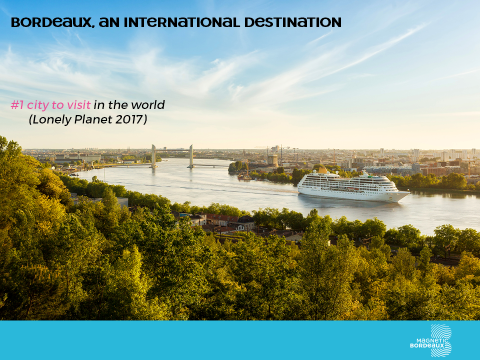 BORDEAUX, AN INTERNATIONAL DESTINATION
#1 city to visit in the world
(Lonely Planet 2017)
MAGNETIC
BORDEAUX